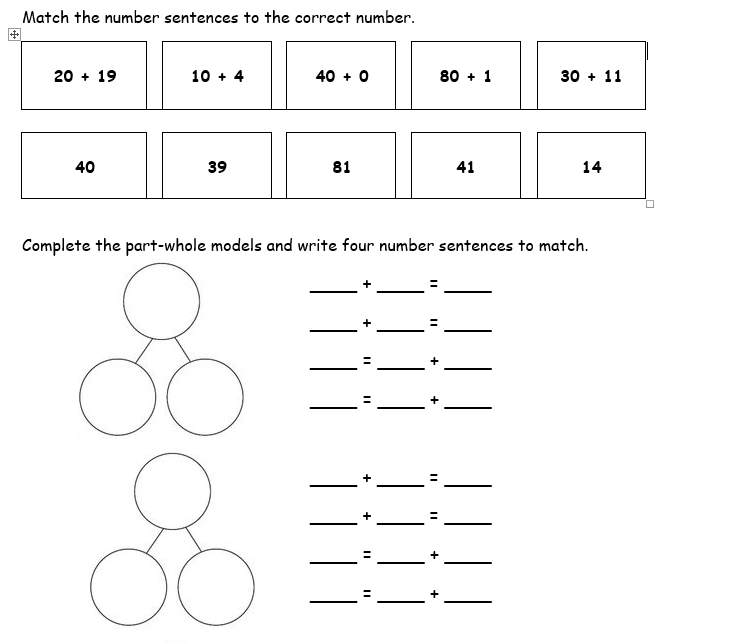 Match the number sentences to the correct number.
20 + 19 10 + 4 40 + 0 80 + 1 30 + 11
40 39 81 41 14
Complete the part-whole models and write four number sentences to match.
____ + ____ = ____
____ + ____ = ____
____ = ____ + ____
____ = ____ + ____
____ + ____ = ____
____ + ____ = ____
____ = ____ + ____
____ = ____ + ____